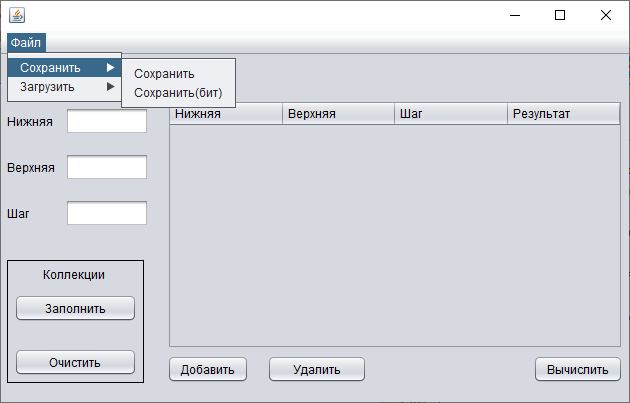 Файл
Сохранить
Загрузить
Сохранить
Сохранить(бит)
Нижняя
Верхняя
Шаг
Нижняя Верхняя Шаг Результат
Коллекции
Заполнить
Очистить
Добавить Удалить Вычислить